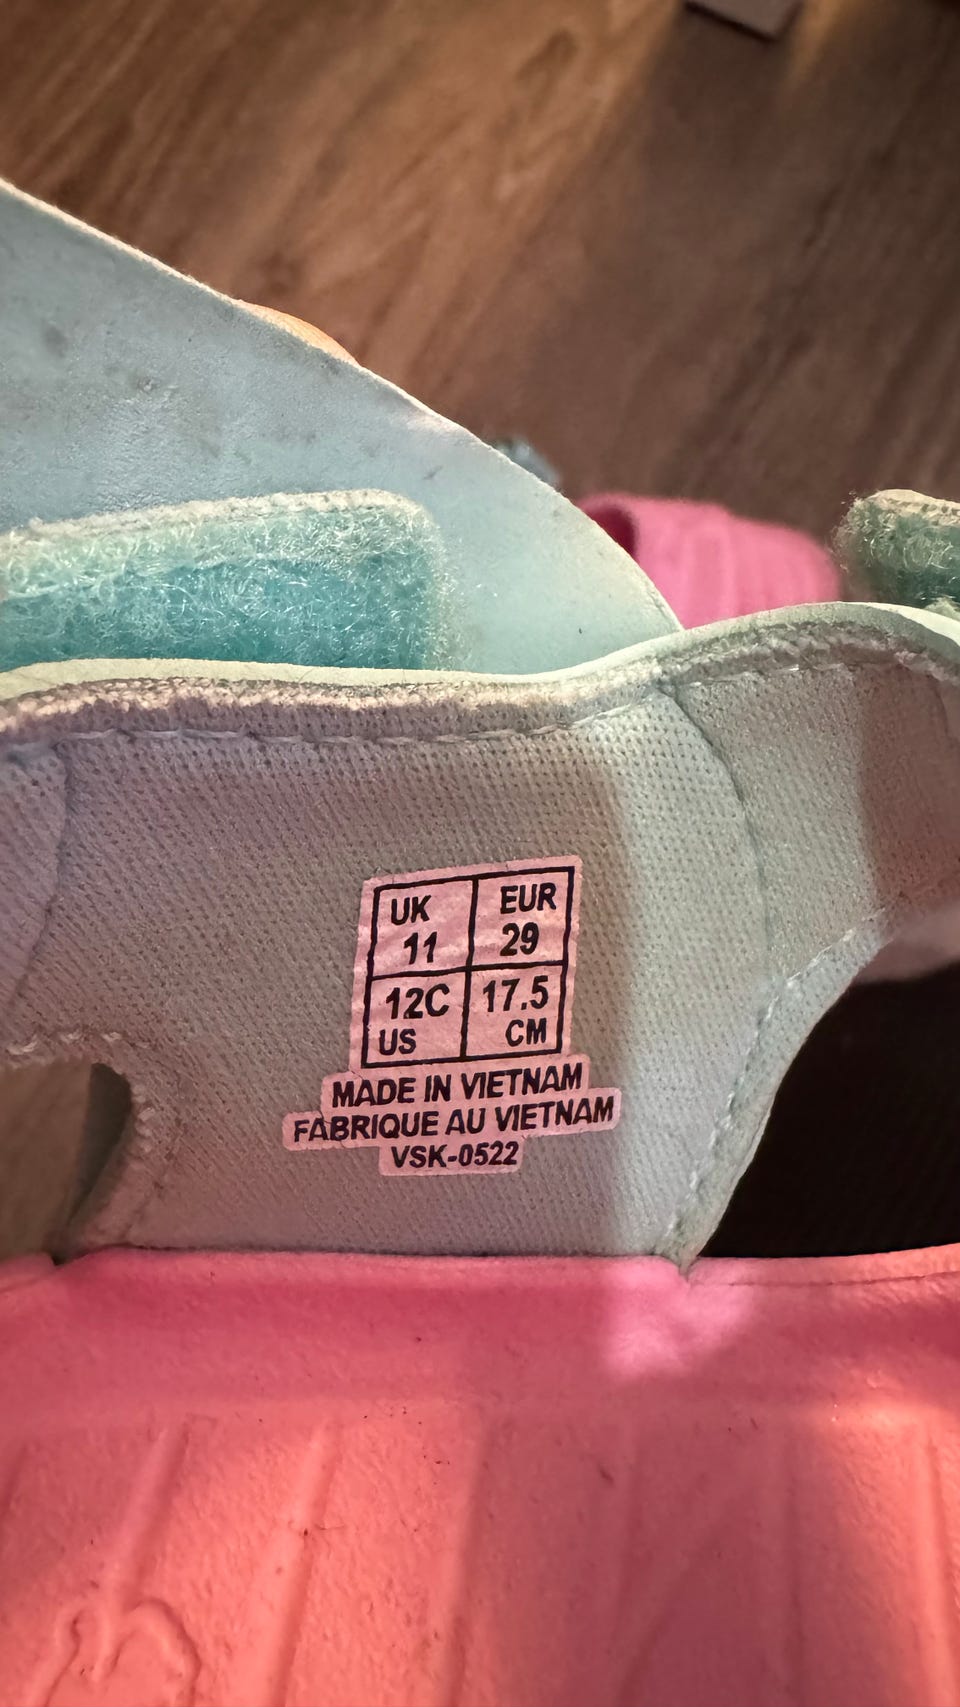 UK EUR
11 29
12C 17.5
US CM
MADE IN VIETNAM
FABRIQUE AU VIETNAM
VSK-0522